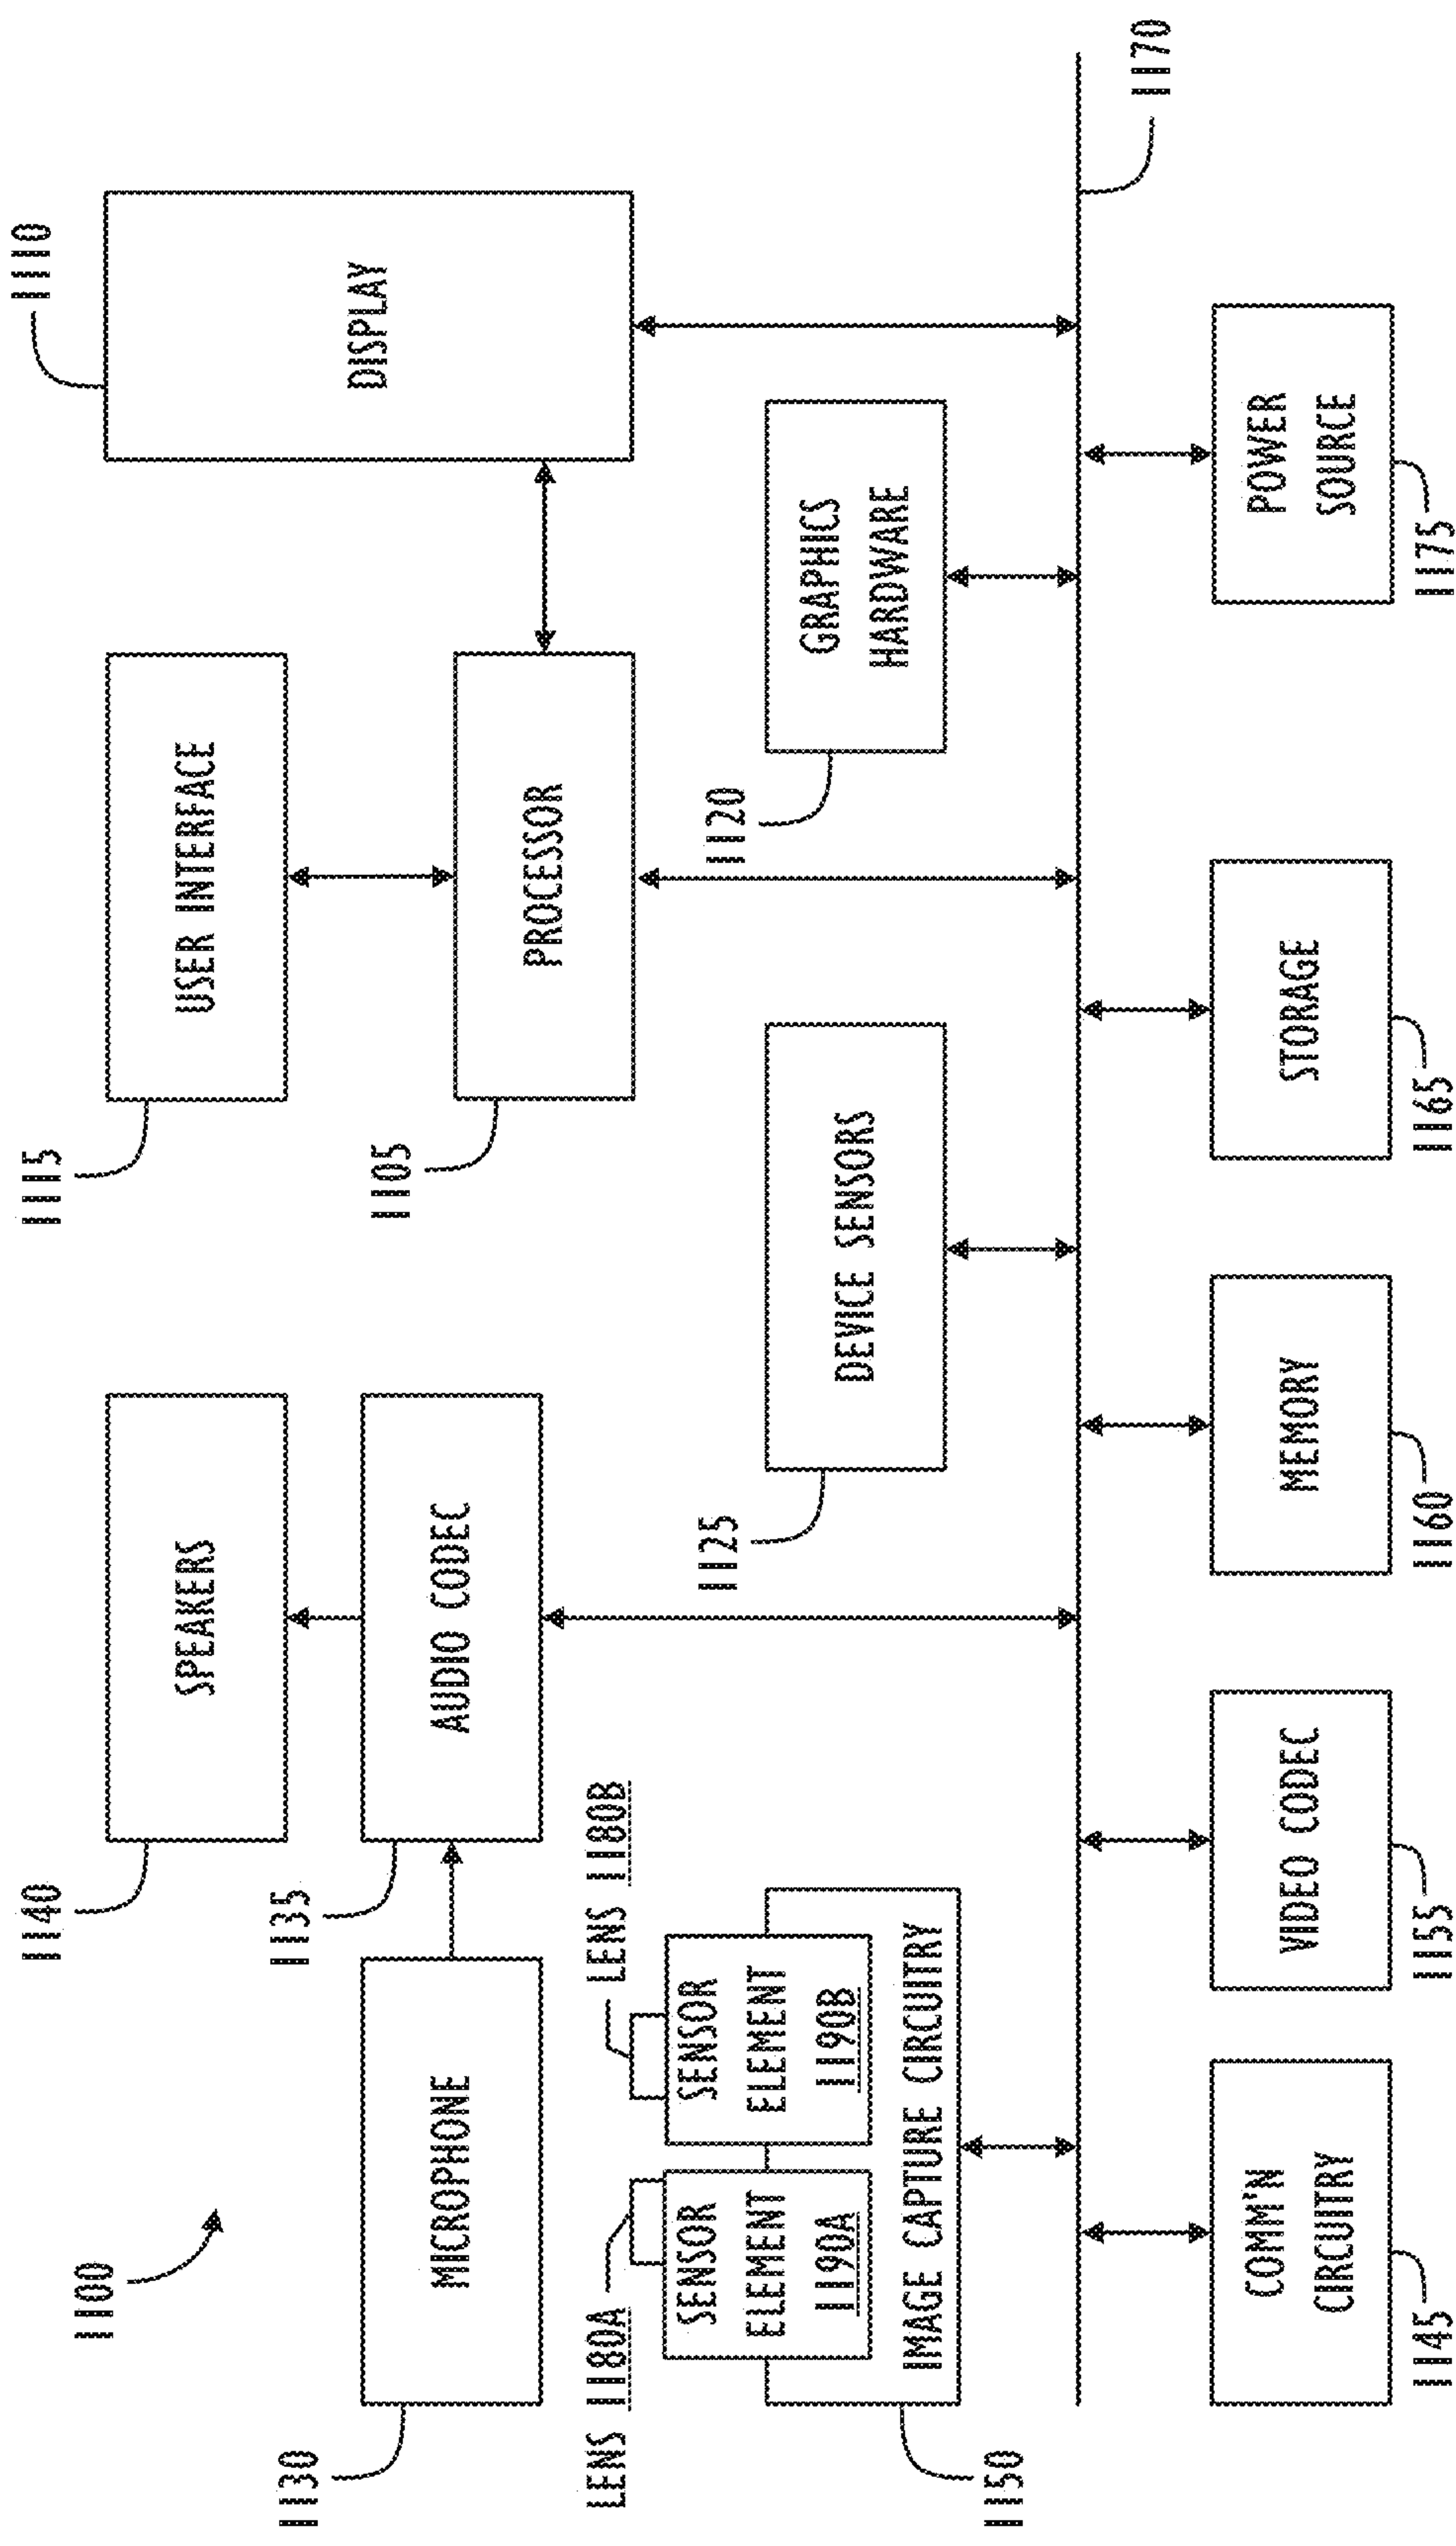 1100
1140
SPEAKERS
1115
USER INTERFACE
1110
DISPLAY
1130
MICROPHONE
1135
AUDIO CODEC
1105
PROCESSOR
LENS 1180A
LENS 1180B
SENSOR
ELEMENT
1190A
SENSOR
ELEMENT
1190B
IMAGE CAPTURE CIRCUITRY
1150
1125
DEVICE SENSORS
1120
GRAPHICS
HARDWARE
1170
COMM'N
CIRCUITRY
1145
VIDEO CODEC
1155
MEMORY
1160
STORAGE
1165
POWER
SOURCE
1175